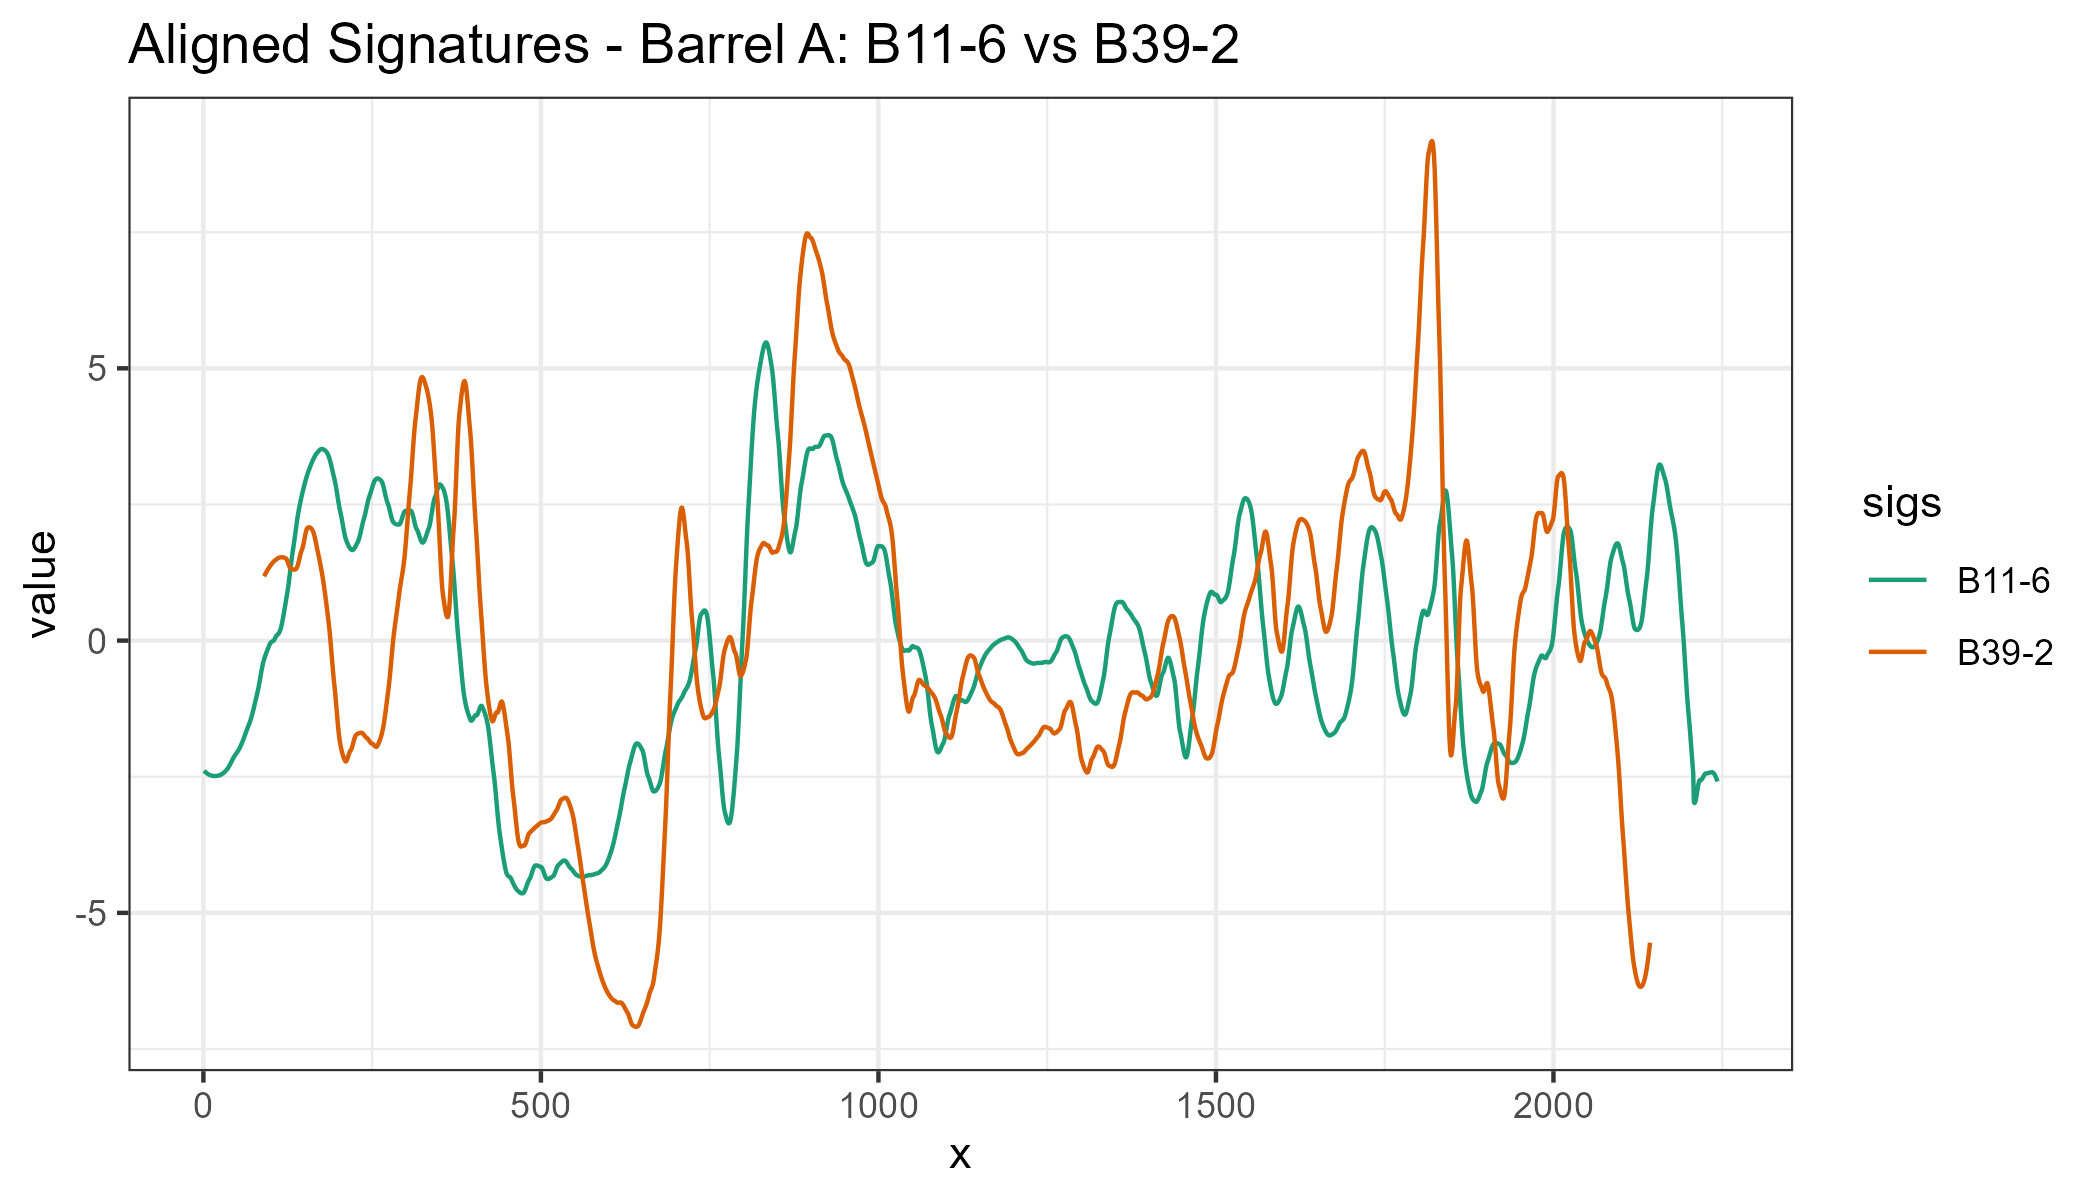 Aligned Signatures - Barrel A: B11-6 vs B39-2
value
5
0
-5
0
500
1000
1500
2000
x
sigs
B11-6
B39-2